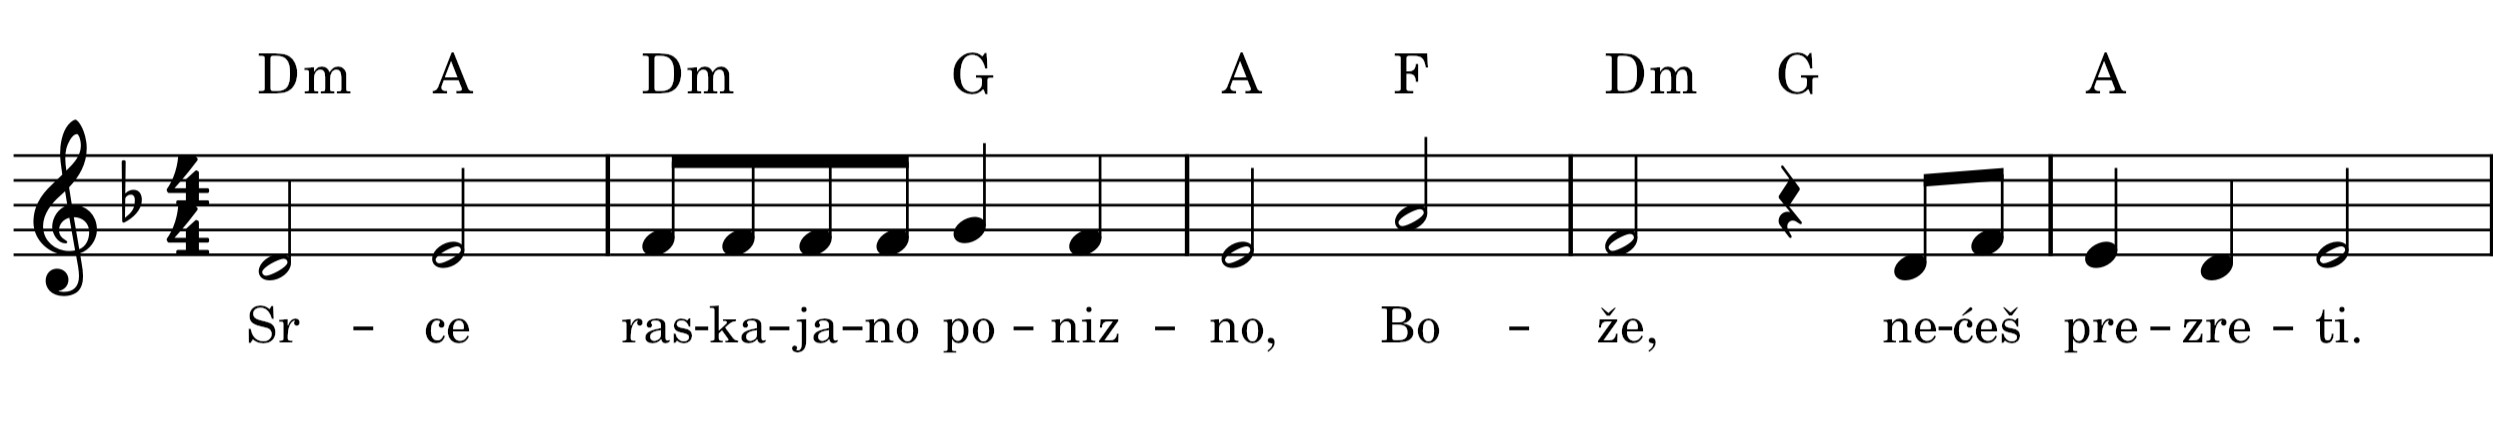 Dm A Dm G A F Dm G A
Sr - ce ras-ka-ja-no po - niz - no, Bo - že, ne-ćeš pre - zre - ti.